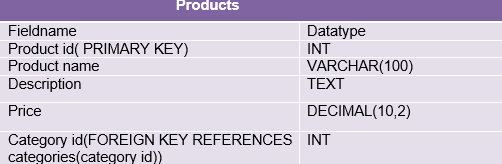 Products
Fieldname Datatype
Product id( PRIMARY KEY) INT
Product name VARCHAR(100)
Description TEXT
Price DECIMAL(10,2)
Category id(FOREIGN KEY REFERENCES INT
categories(category id))